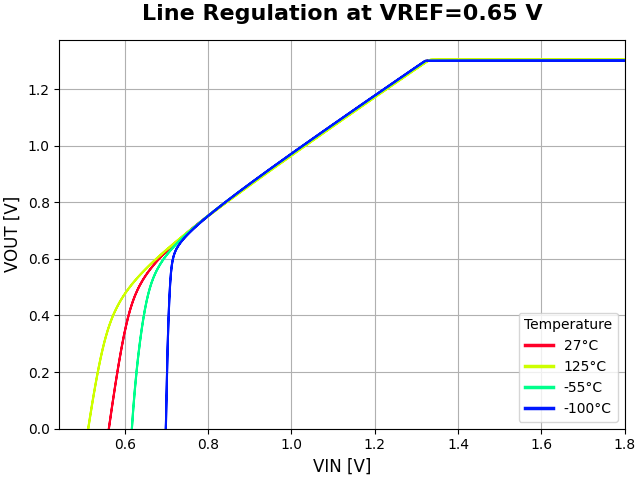 Line Regulation at VREF=0.65 V
VOUT [V]
1.2
1.0
0.8
0.6
0.4
0.2
0.0
Temperature
27°C
125°C
-55°C
-100°C
0.6 0.8 1.0 1.2 1.4 1.6 1.8
VIN [V]